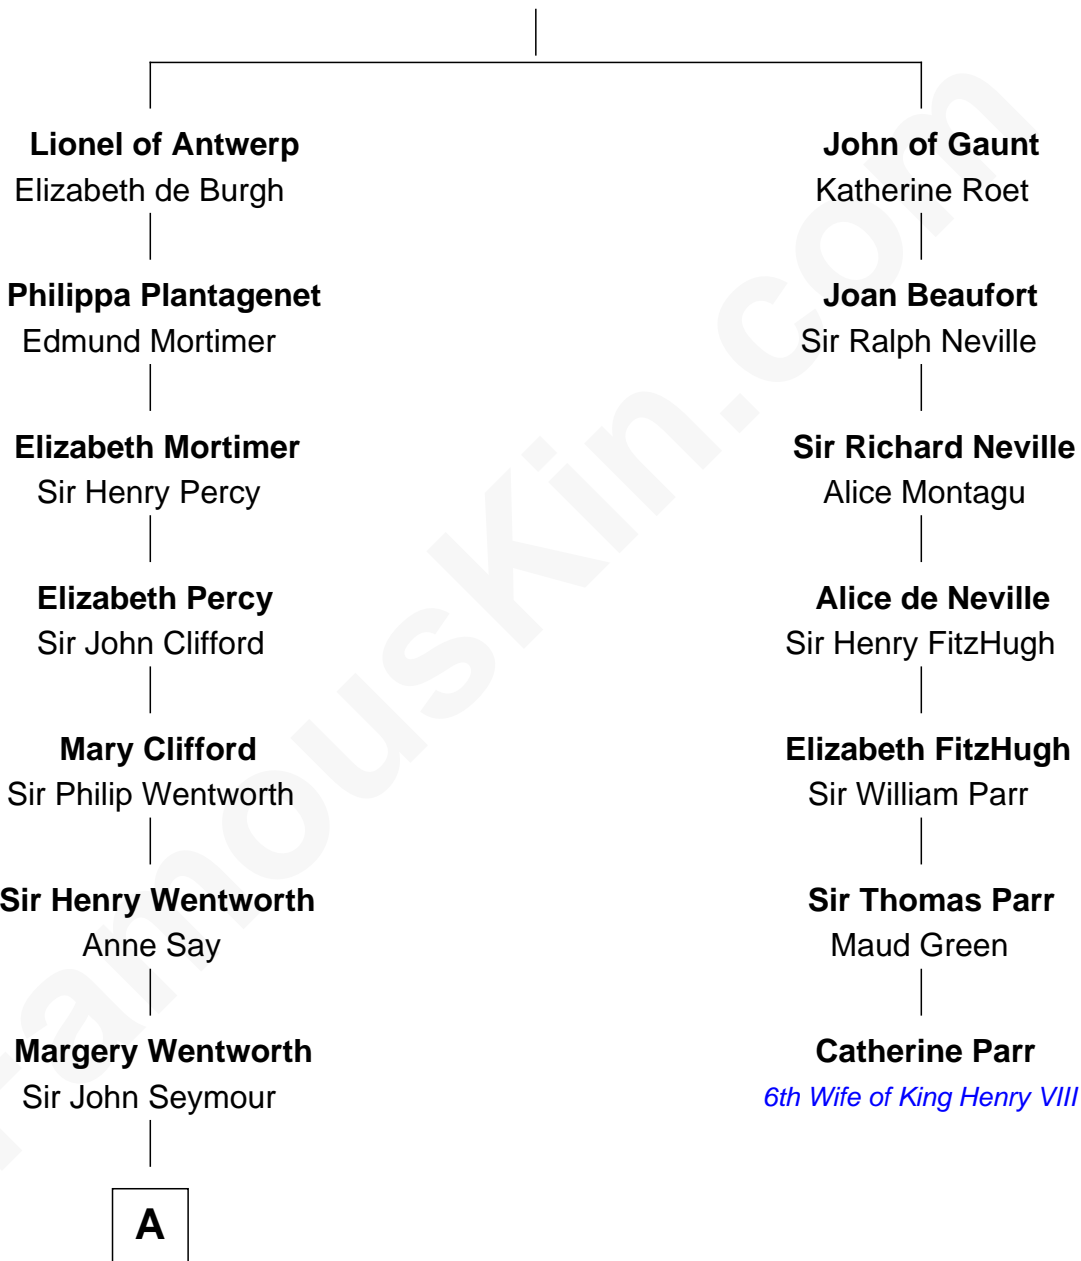 Lionel of Antwerp
Elizabeth de Burgh
Philippa Plantagenet
Edmund Mortimer
Elizabeth Mortimer
Sir Henry Percy
Elizabeth Percy
Sir John Clifford
Mary Clifford
Sir Philip Wentworth
Sir Henry Wentworth
Anne Say
Margery Wentworth
Sir John Seymour
A
John of Gaunt
Katherine Roet
Joan Beaufort
Sir Ralph Neville
Sir Richard Neville
Alice Montagu
Alice de Neville
Sir Henry FitzHugh
Elizabeth FitzHugh
Sir William Parr
Sir Thomas Parr
Maud Green
Catherine Parr
6th Wife of King Henry VIII
FamousKin.com